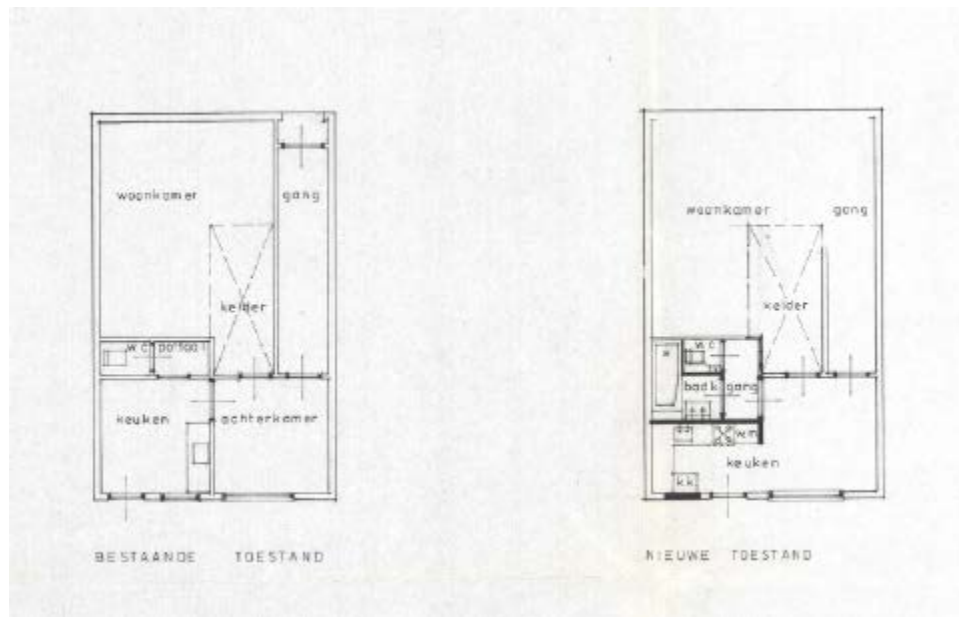 woonkamer
gang
kelder
w c
portaal
keuken
achterkamer
BESTAANDE TOESTAND
woonkamer
gang
kelder
w c
badk
gang
w m
keuken
k k
NIEUWE TOESTAND